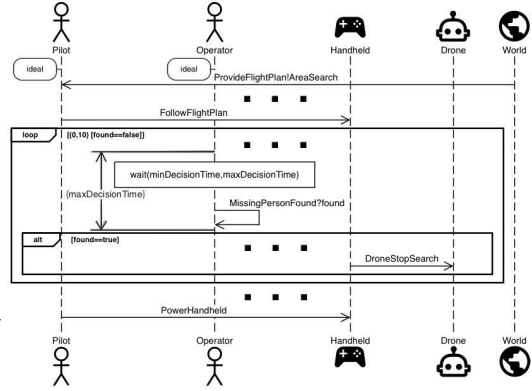 Pilot Operator Handheld Drone World
ideal ideal
ProvideFlightPlan!AreaSearch
FollowFlightPlan
loop [(0,10) [found==false]]
wait(minDecisionTime,maxDecisionTime)
{maxDecisionTime}
MissingPersonFound?found
alt [found==true]
DroneStopSearch
PowerHandheld
Pilot Operator Handheld Drone World